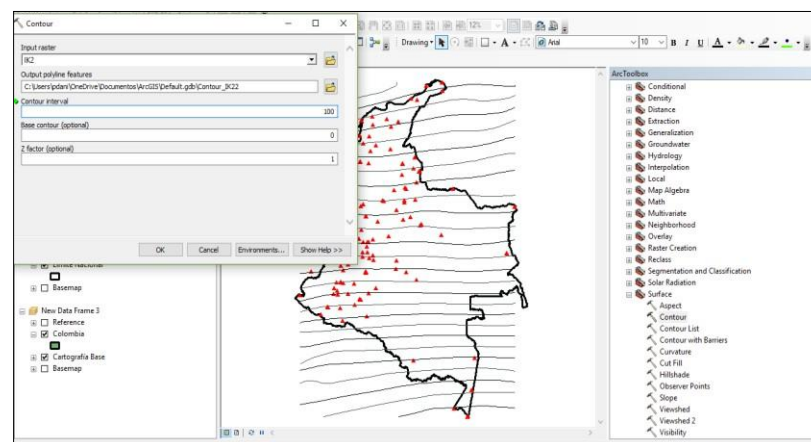 Contour
Input raster
IK2
Output polyline features
C:\Users\pdani\OneDrive\Documentos\ArcGIS\Default.gdb\Contour_IK22
Contour interval
100
Base contour (optional)
0
Z factor (optional)
1
OK Cancel Environments... Show Help >>
12%
Drawing
A
Arial
10
B I U A
Limite Nacional
Basemap
New Data Frame 3
Reference
Colombia
Cartografía Base
Basemap
ArcToolbox
Conditional
Density
Distance
Extraction
Generalization
Groundwater
Hydrology
Interpolation
Local
Map Algebra
Math
Multivariate
Neighborhood
Overlay
Raster Creation
Reclass
Segmentation and Classification
Solar Radiation
Surface
Aspect
Contour
Contour List
Contour with Barriers
Curvature
Cut Fill
Hillshade
Observer Points
Slope
Viewshed
Viewshed 2
Visibility